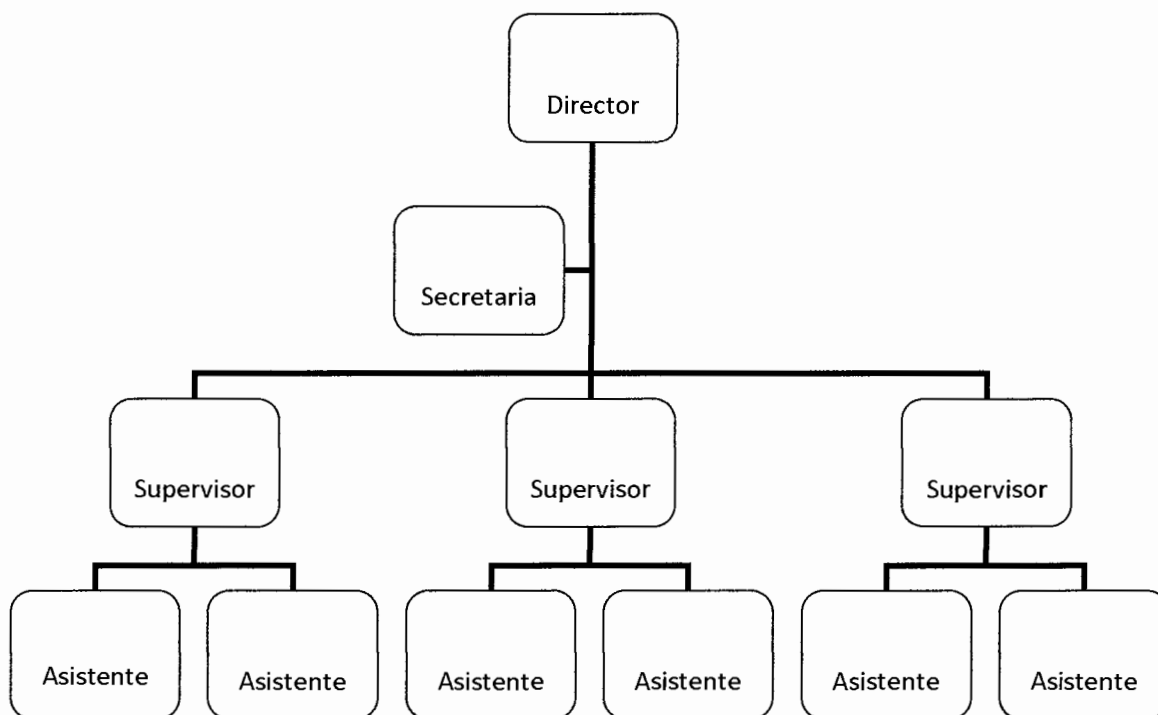 Director
Secretaria
Supervisor
Supervisor
Supervisor
Asistente
Asistente
Asistente
Asistente
Asistente
Asistente